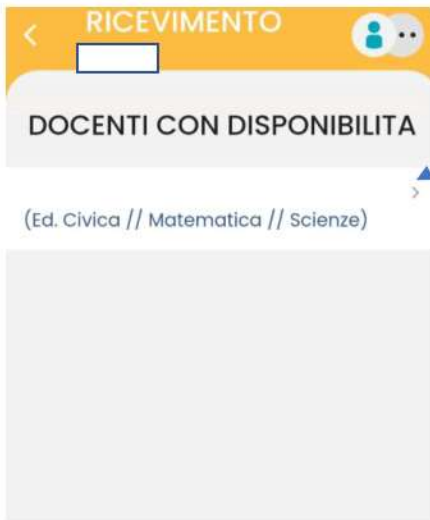 RICEVIMENTO
DOCENTI CON DISPONIBILITA
(Ed. Civica // Matematica // Scienze)